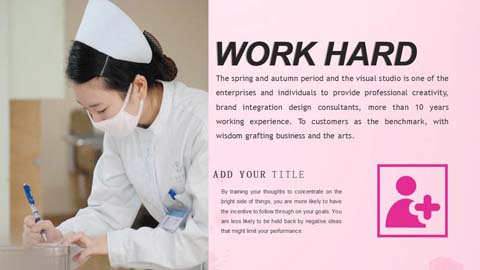 WORK HARD
The spring and autumn period and the visual studio is one of the
enterprises and individuals to provide professional creativity,
brand integration design consultants, more than 10 years
working experience. To customers as the benchmark, with
wisdom grafting business and the arts.
ADD YOUR TITLE
By training your thoughts to concentrate on the
bright side of things, you are more likely to have
the incentive to follow through on your goals. You
are less likely to be held back by negative ideas
that might limit your performance.